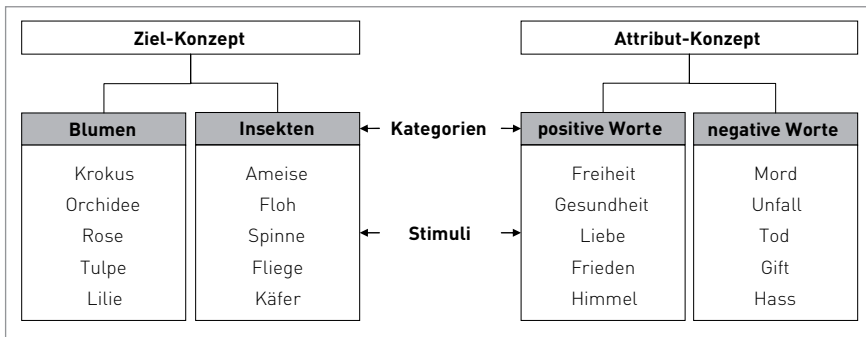 Ziel-Konzept
Attribut-Konzept
Blumen
Insekten
Kategorien
positive Worte
negative Worte
Krokus
Ameise
Freiheit
Mord
Orchidee
Floh
Gesundheit
Unfall
Rose
Spinne
Stimuli
Liebe
Tod
Tulpe
Fliege
Frieden
Gift
Lilie
Käfer
Himmel
Hass